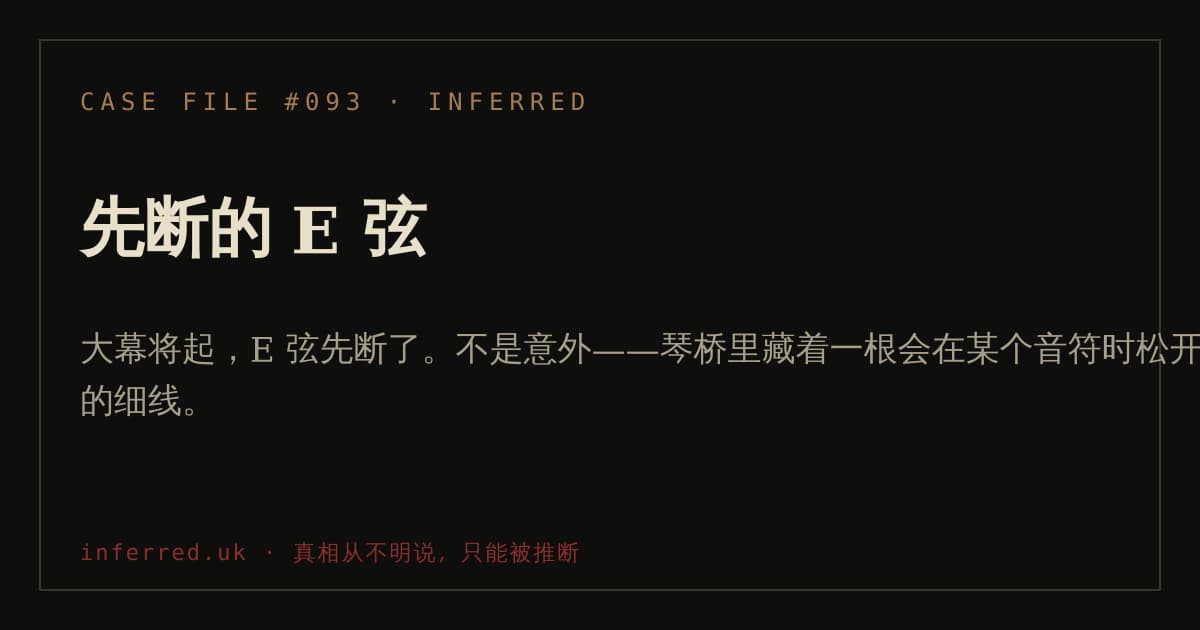 CASE FILE #093 · INFERRED
先断的 E 弦
大幕将起，E 弦先断了。不是意外——琴桥里藏着一根会在某个音符时松开
的细线。
inferred.uk · 真相从不明说，只能被推断